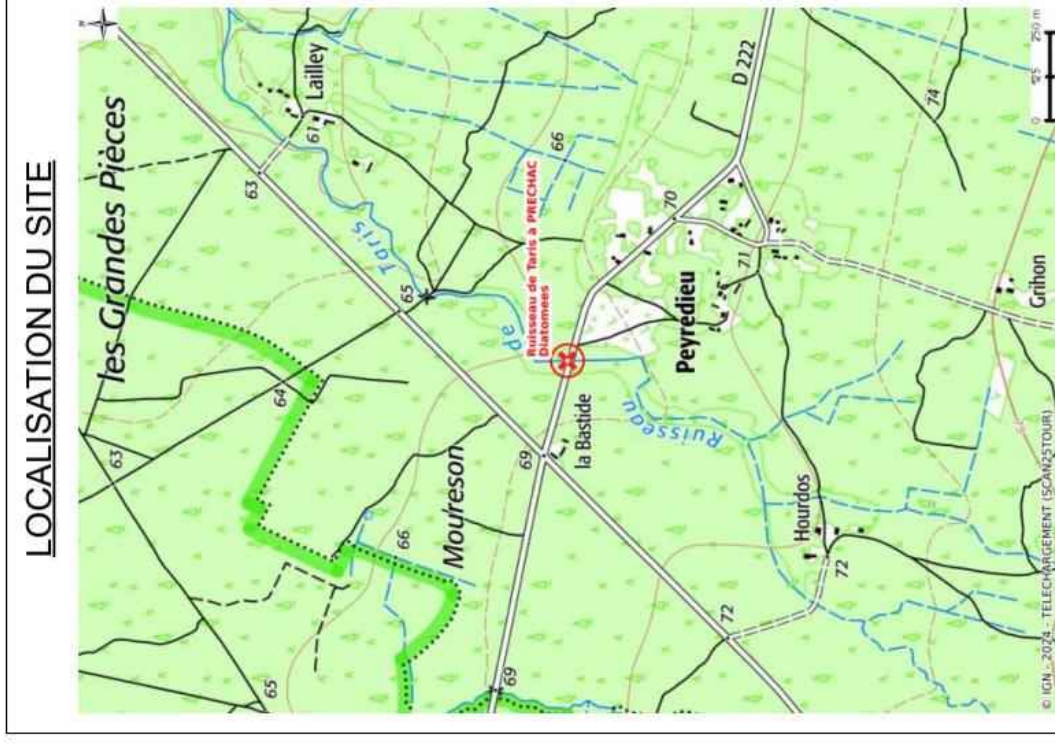 LOCALISATION DU SITE
les Grandes Pièces
Lailley
61
63
63
64
65
65
Taris
de
Ruisseau de Taris à PRECHAC
Diatomees
66
66
Moureson
D 222
70
71
74
69
69
la Bastide
Peyredieu
Ruisseau
Hourdos
72
72
Grihon
0
125
250 m
© IGN - 2024 - TELECHARGEMENT (SCAN25TOUR)